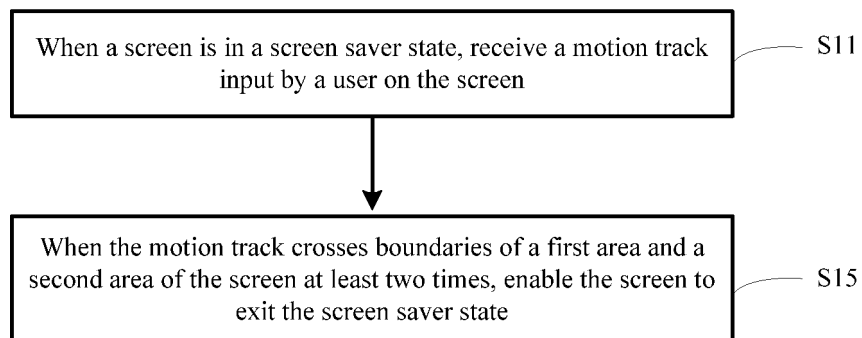 When a screen is in a screen saver state, receive a motion track
input by a user on the screen
S11
When the motion track crosses boundaries of a first area and a
second area of the screen at least two times, enable the screen to
exit the screen saver state
S15